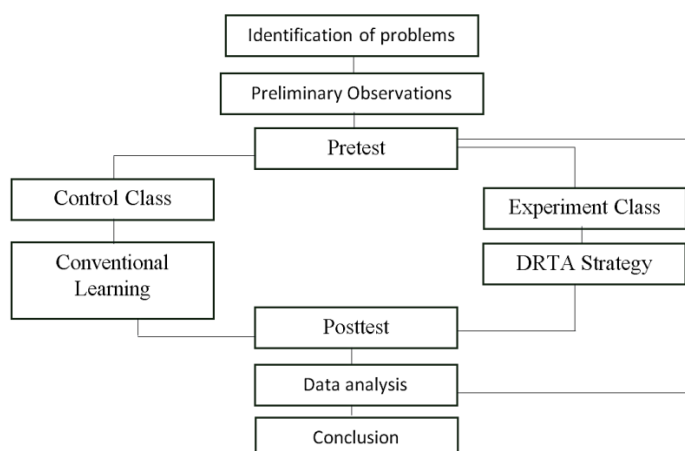 Identification of problems
Preliminary Observations
Pretest
Control Class
Experiment Class
Conventional
Learning
DRTA Strategy
Posttest
Data analysis
Conclusion